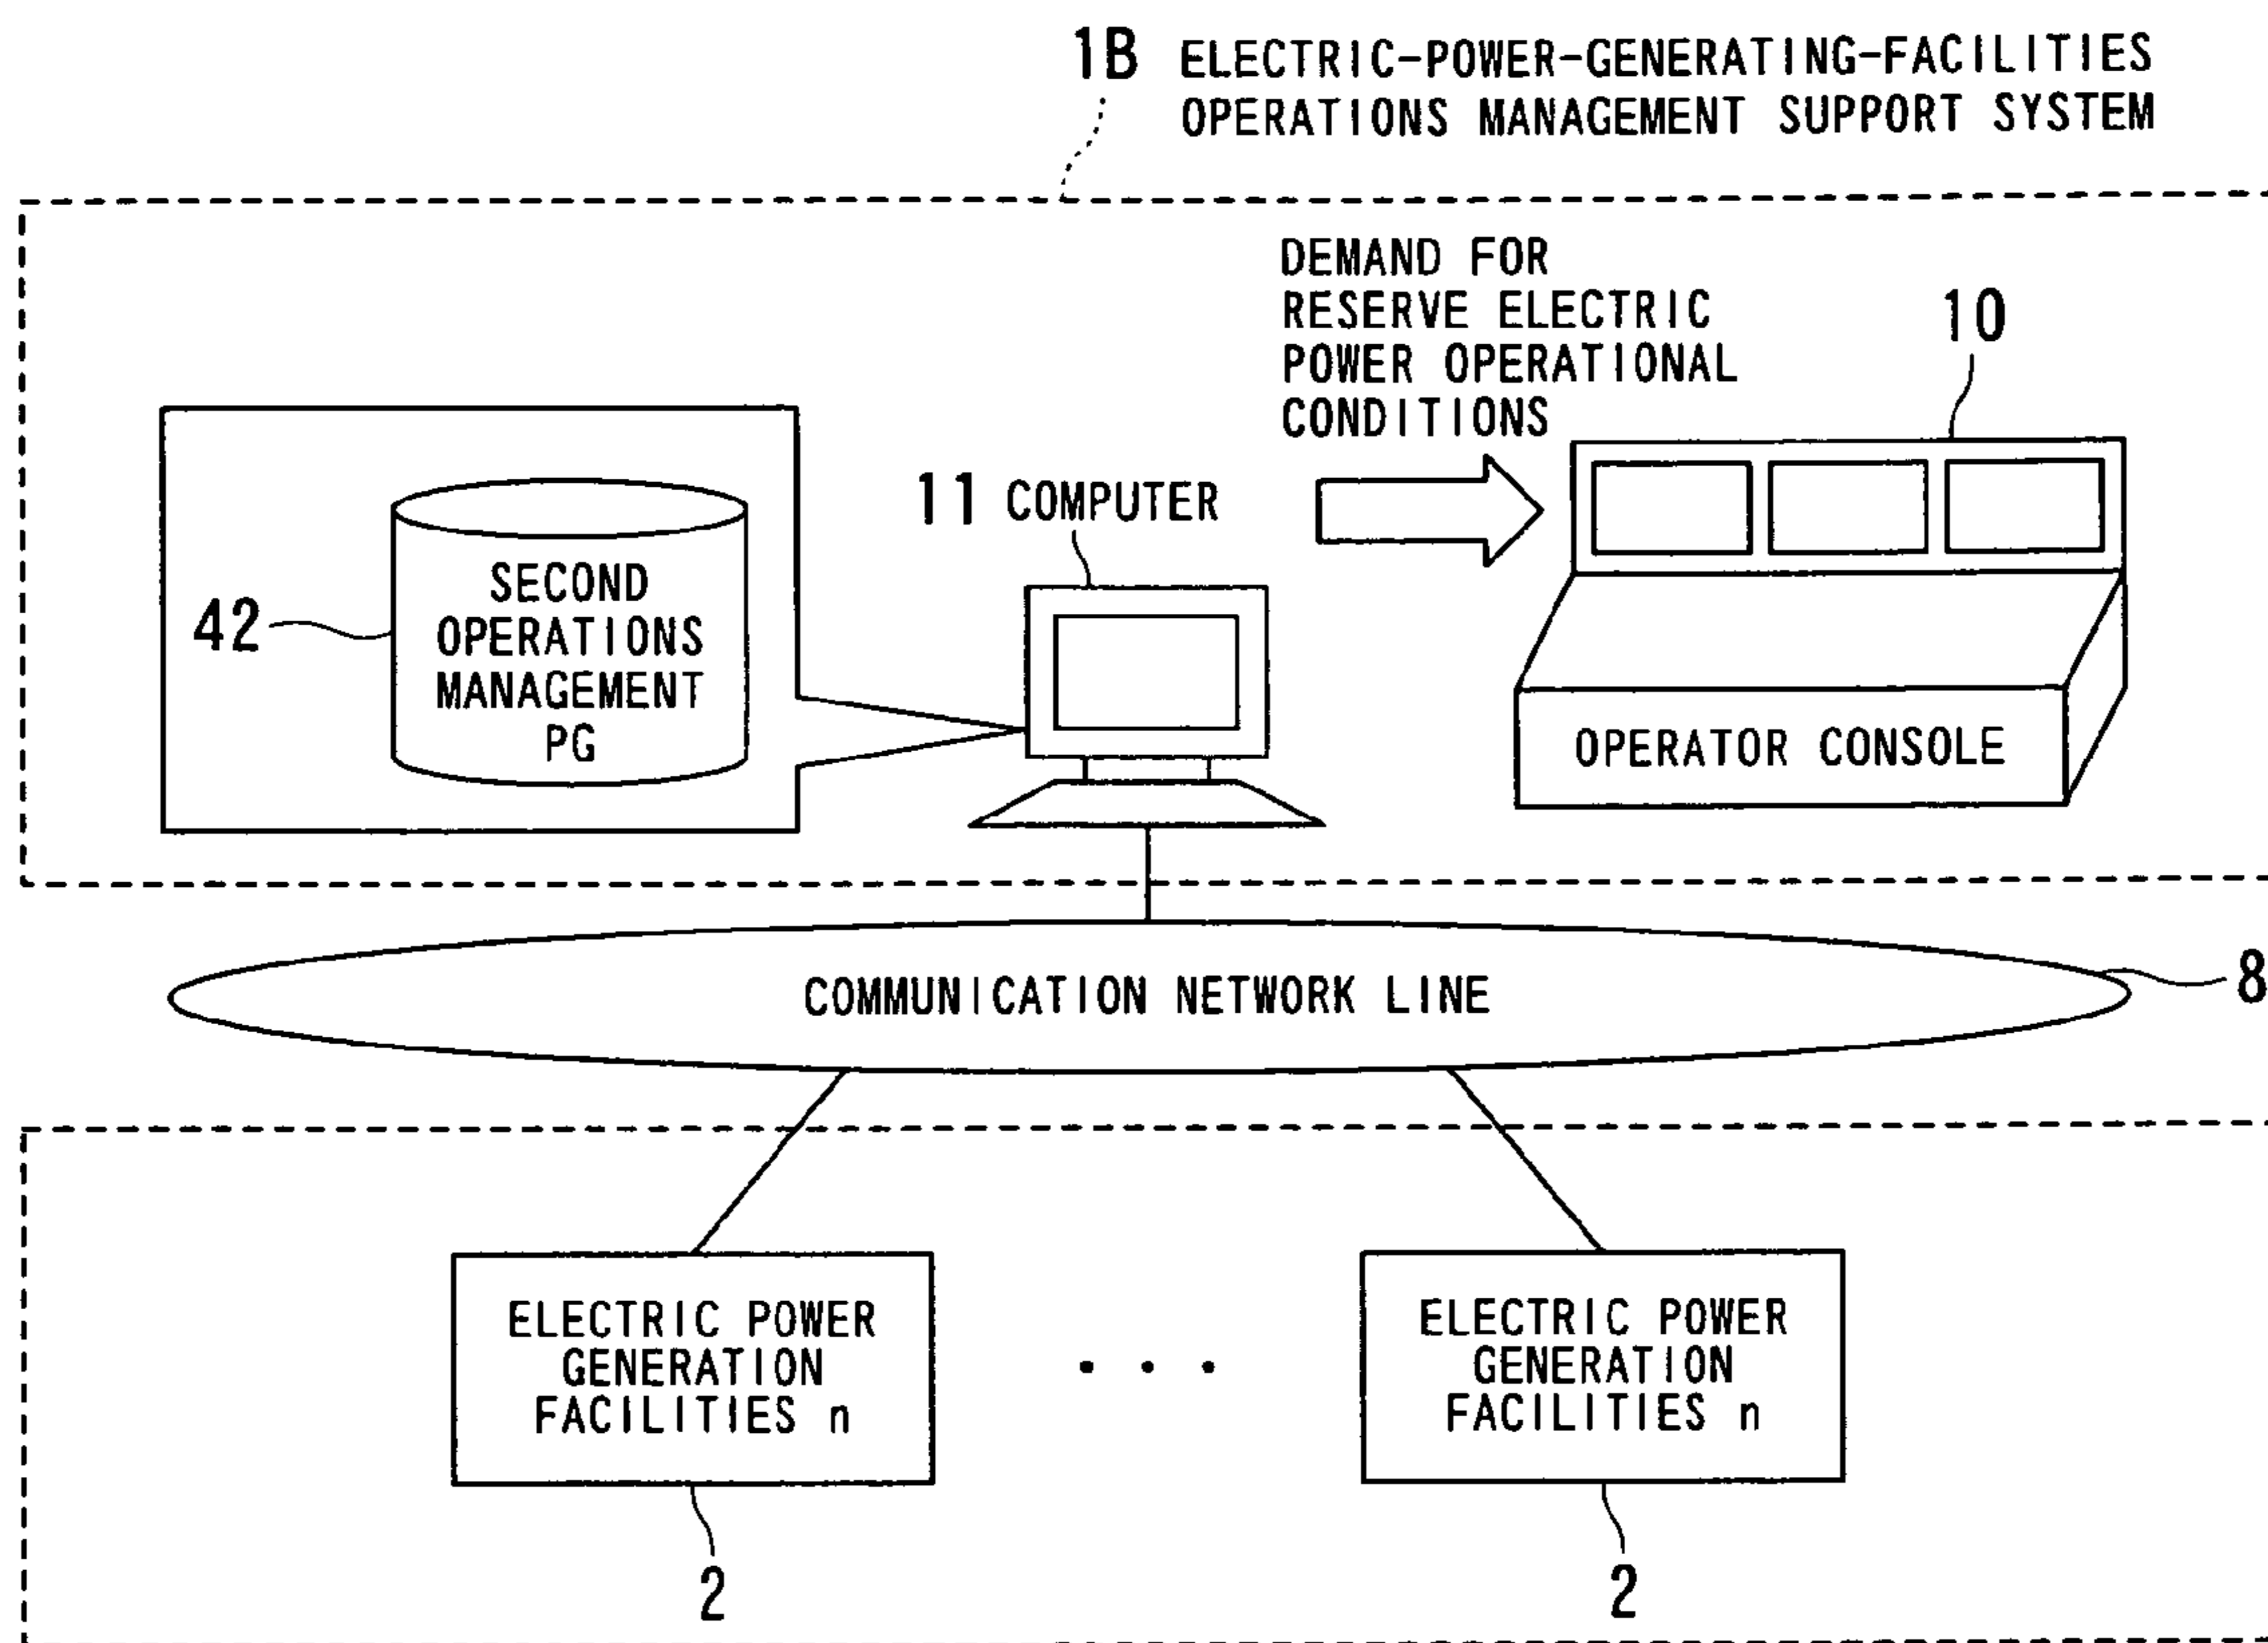 1B ELECTRIC-POWER-GENERATING-FACILITIES
OPERATIONS MANAGEMENT SUPPORT SYSTEM
DEMAND FOR
RESERVE ELECTRIC
POWER OPERATIONAL
CONDITIONS
10
11 COMPUTER
42
SECOND
OPERATIONS
MANAGEMENT
PG
OPERATOR CONSOLE
COMMUNICATION NETWORK LINE
8
ELECTRIC POWER
GENERATION
FACILITIES n
. . .
ELECTRIC POWER
GENERATION
FACILITIES n
2
2